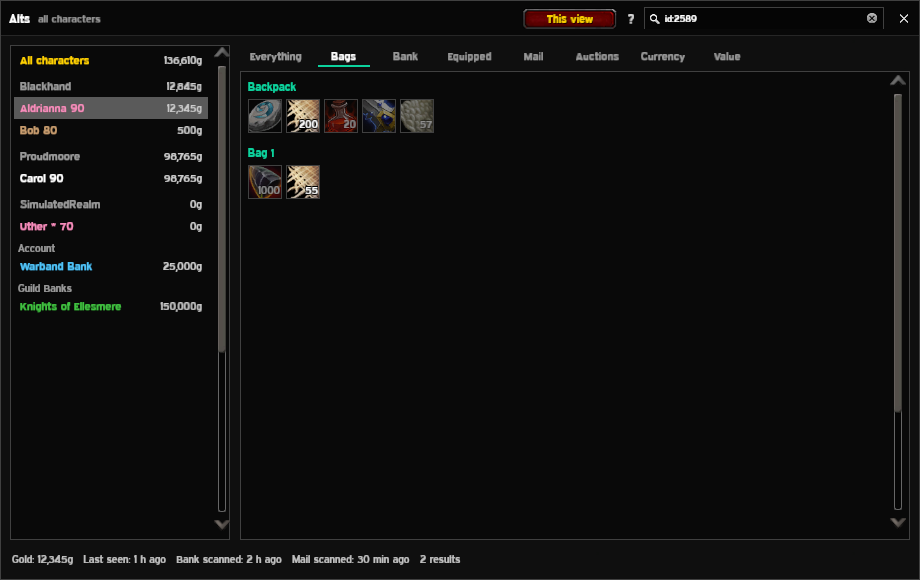 Alts all characters
This view
?
id:2589
All characters 136,610g
Blackhand 12,845g
Aldrianna 90 12,345g
Bob 80 500g
Proudmoore 98,765g
Carol 90 98,765g
SimulatedRealm 0g
Uther * 70 0g
Account
Warband Bank 25,000g
Guild Banks
Knights of Ellesmere 150,000g
Everything Bags Bank Equipped Mail Auctions Currency Value
Backpack
200 20 57
Bag 1
1000 55
Gold: 12,345g Last seen: 1 h ago Bank scanned: 2 h ago Mail scanned: 30 min ago 2 results